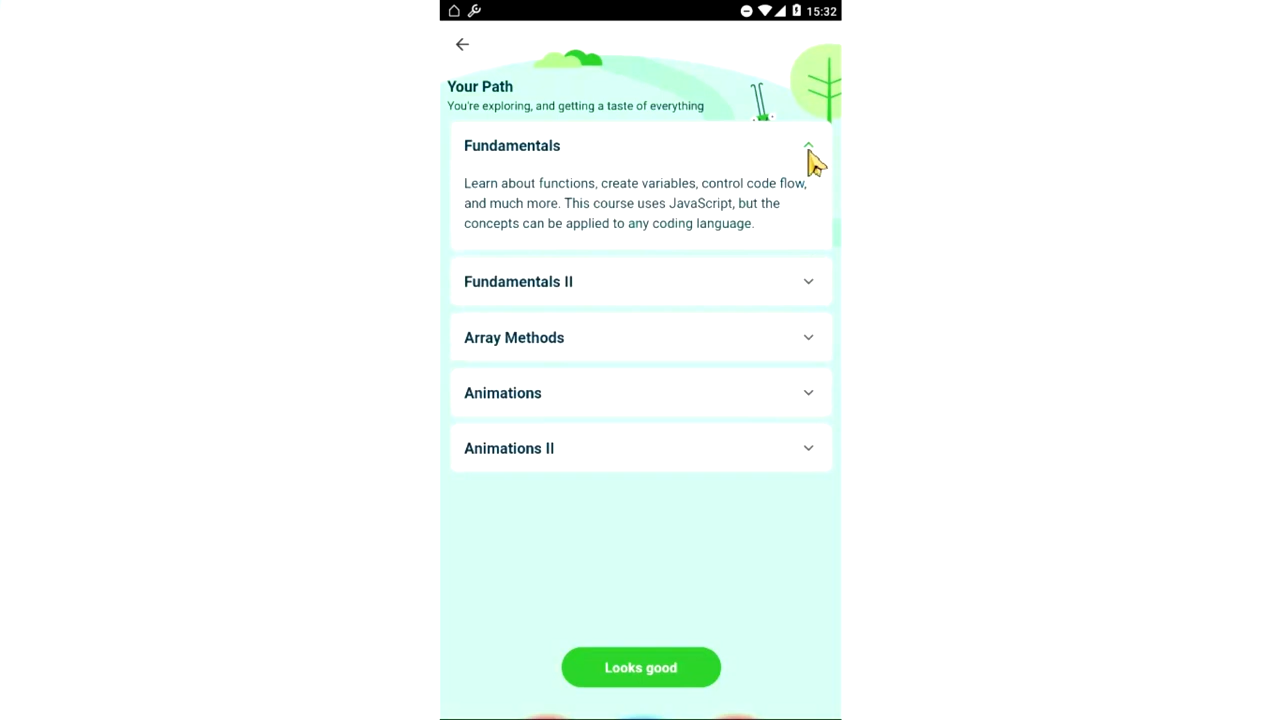 15:32
Your Path
You're exploring, and getting a taste of everything
Fundamentals
Learn about functions, create variables, control code flow,
and much more. This course uses JavaScript, but the
concepts can be applied to any coding language.
Fundamentals II
Array Methods
Animations
Animations II
Looks good